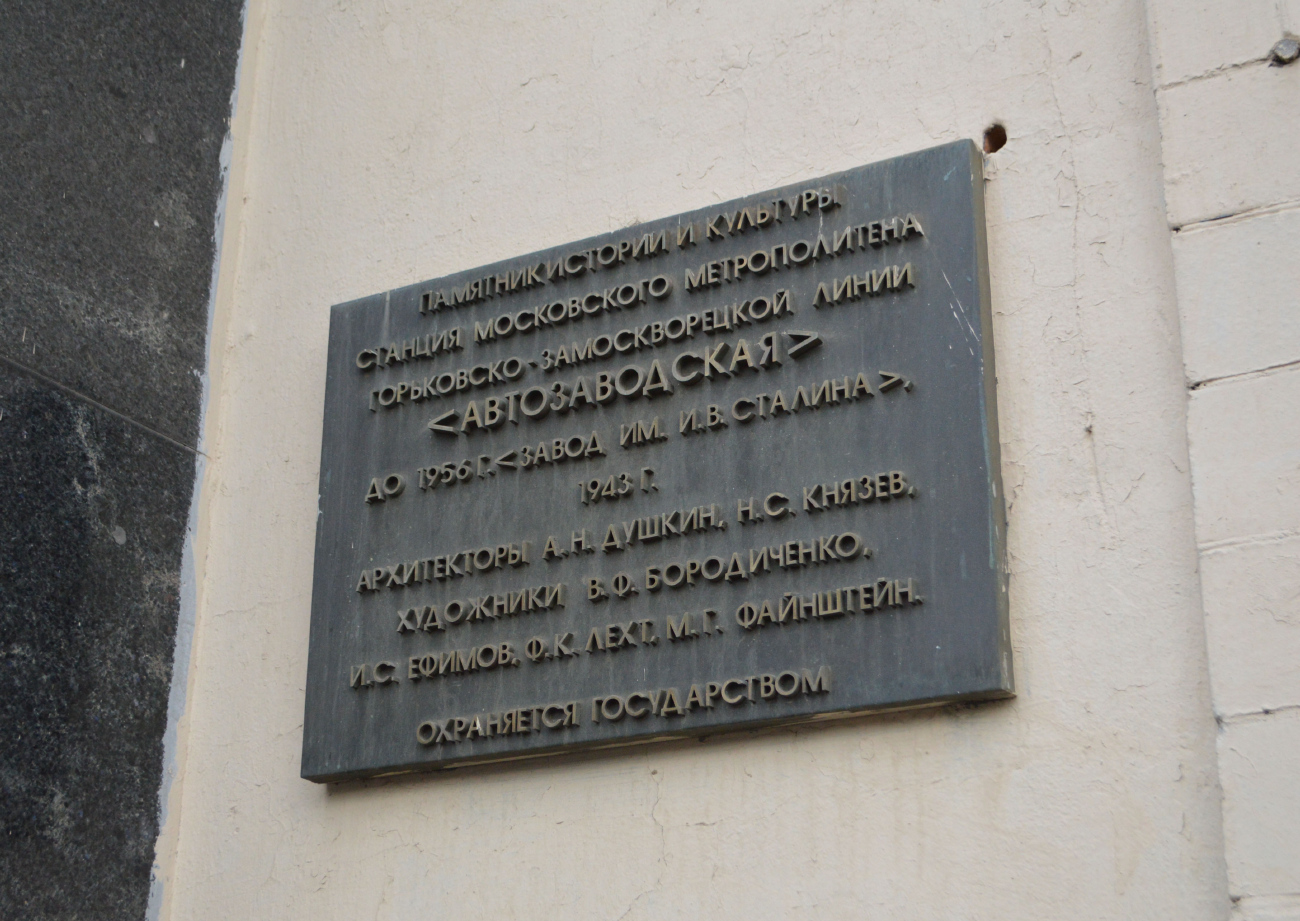 ПАМЯТНИК ИСТОРИИ И КУЛЬТУРЫ
СТАНЦИЯ МОСКОВСКОГО МЕТРОПОЛИТЕНА
ГОРЬКОВСКО-ЗАМОСКВОРЕЦКОЙ ЛИНИИ
<АВТОЗАВОДСКАЯ>
ДО 1956 Г. <ЗАВОД ИМ. И.В. СТАЛИНА>,
1943 Г.
АРХИТЕКТОРЫ А.Н. ДУШКИН, Н.С. КНЯЗЕВ,
ХУДОЖНИКИ В.Ф. БОРОДИЧЕНКО,
И.С. ЕФИМОВ, Ф.К. ЛЕХТ, М.Г. ФАЙНШТЕЙН.
ОХРАНЯЕТСЯ ГОСУДАРСТВОМ